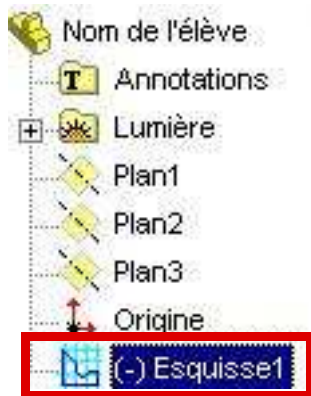 Nom de l'élève
Annotations
Lumière
Plan1
Plan2
Plan3
Origine
(-) Esquisse1